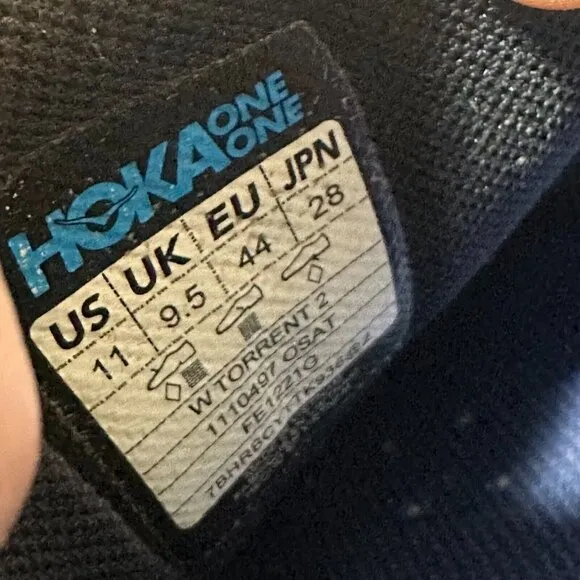 HOKA ONE ONE
US UK EU JPN
11 9.5 44 28
W TORRENT 2
1110497 OSAT
FE1221G